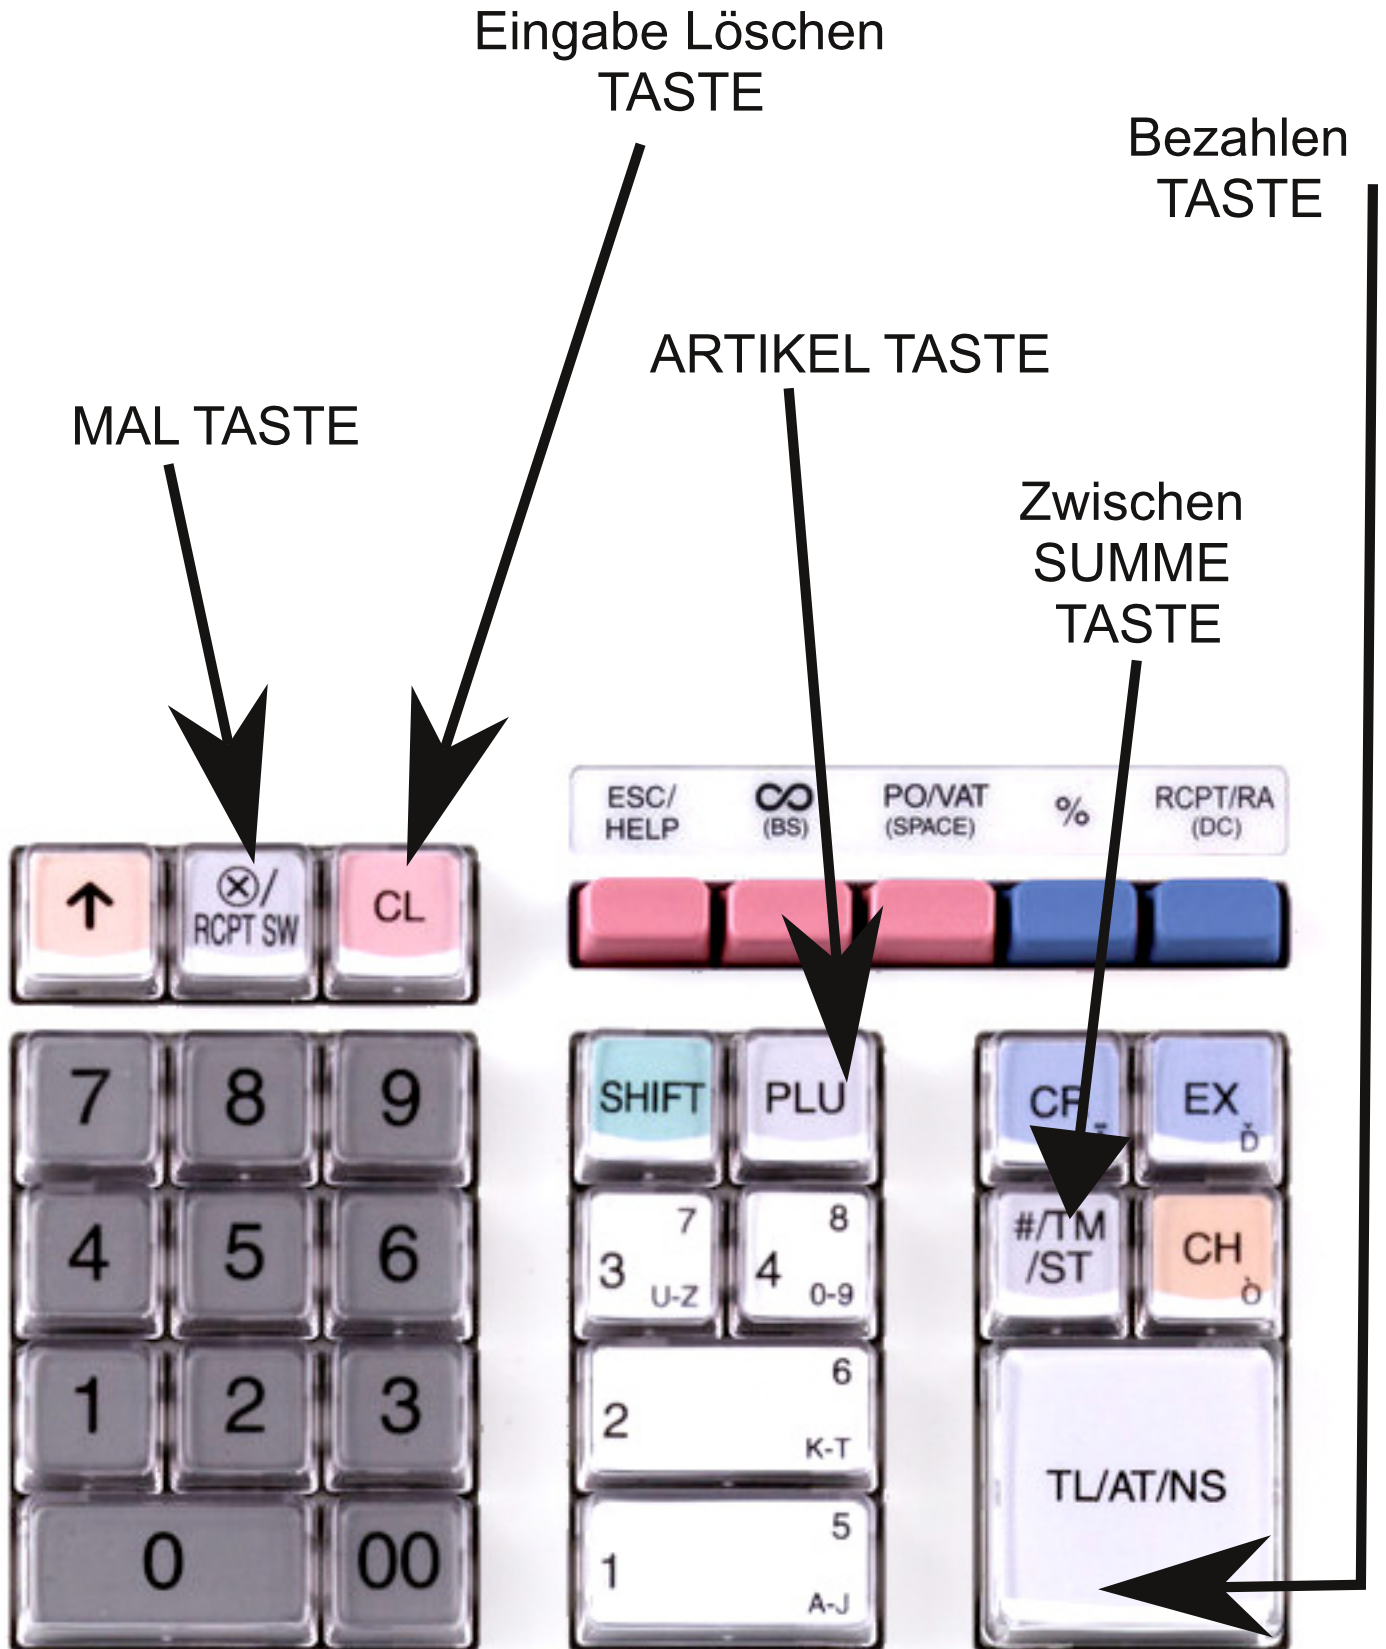 Eingabe Löschen
TASTE
Bezahlen
TASTE
ARTIKEL TASTE
MAL TASTE
Zwischen
SUMME
TASTE
ESC/
HELP
∞
(BS)
PO/VAT
(SPACE)
%
RCPT/RA
(DC)
↑
⊗/
RCPT SW
CL
7
8
9
SHIFT
PLU
EX
Ď
4
5
6
7
3
U-Z
8
4
0-9
#/TM
/ST
CH
Ò
1
2
3
6
2
K-T
TL/AT/NS
0
00
5
1
A-J